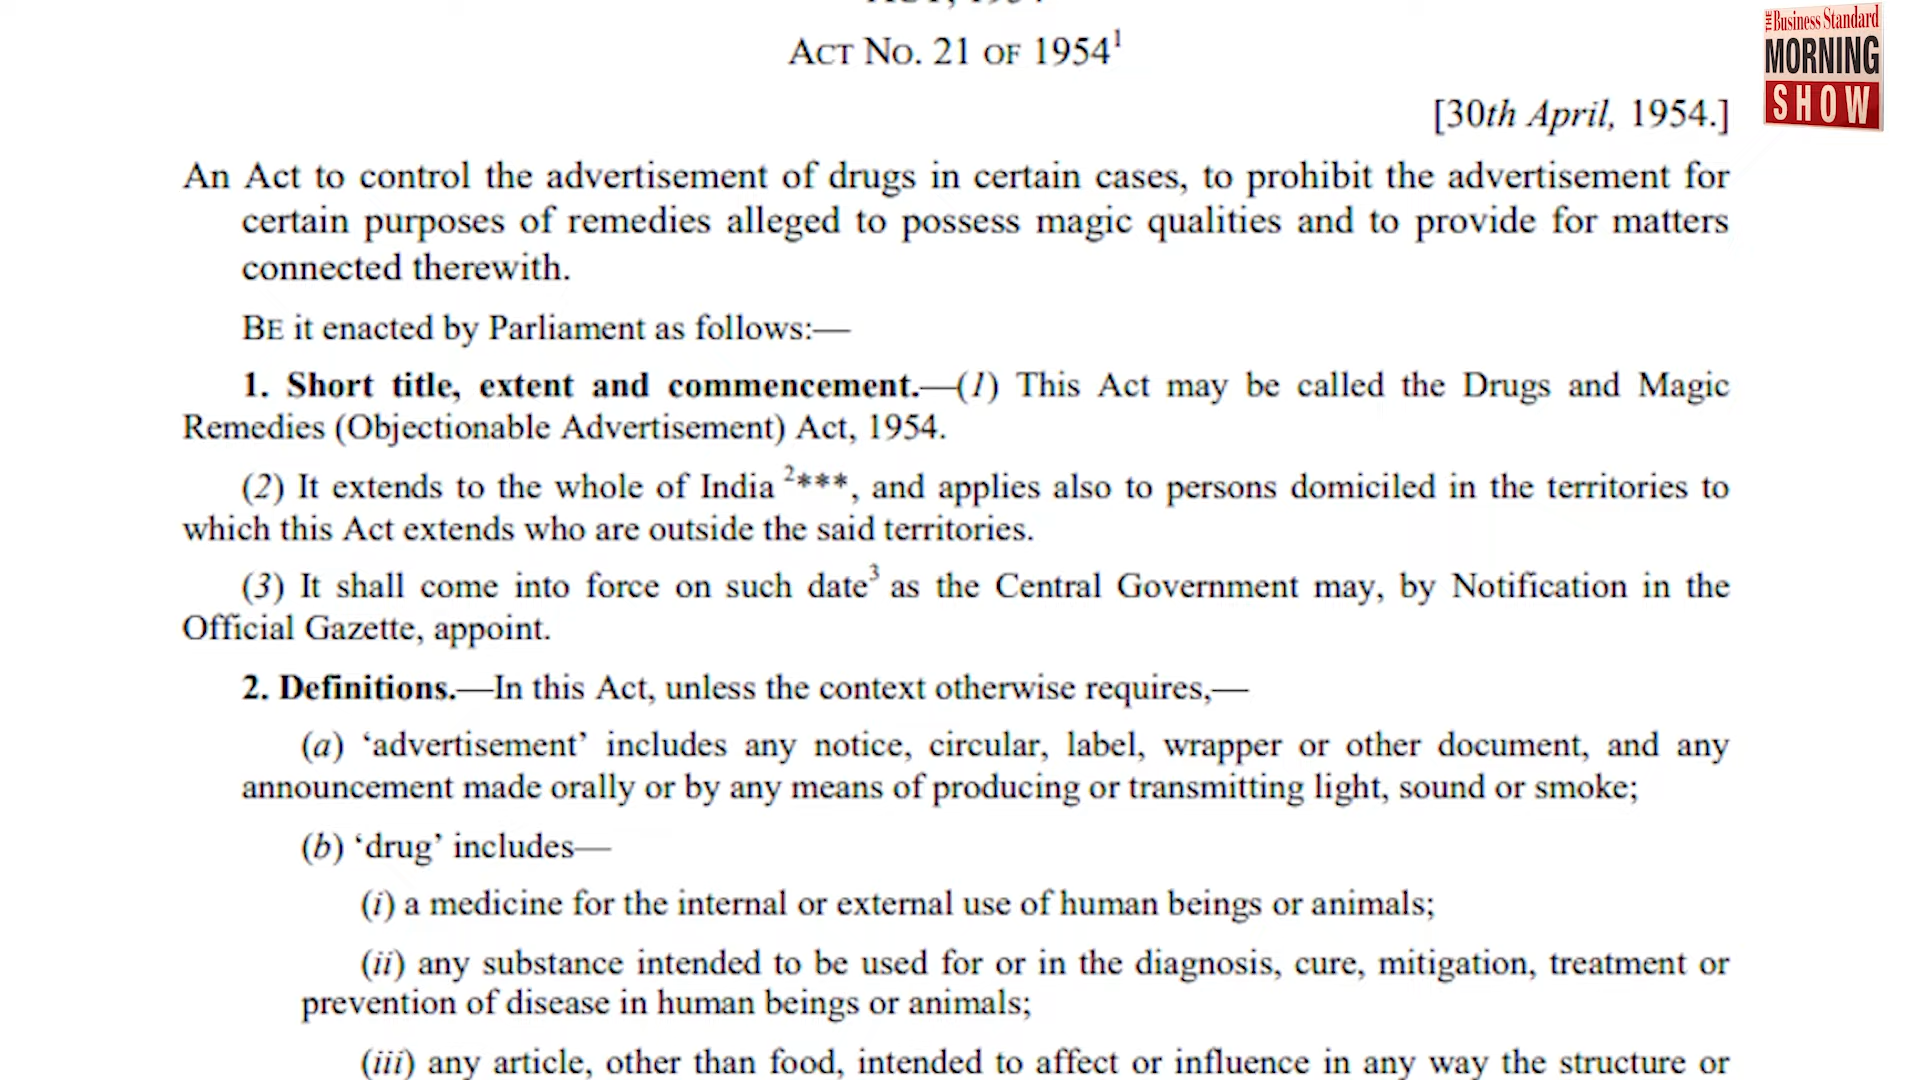 ACT, 1954
ACT NO. 21 OF 1954¹
THE
Business Standard
MORNING
SHOW
[30th April, 1954.]
An Act to control the advertisement of drugs in certain cases, to prohibit the advertisement for
certain purposes of remedies alleged to possess magic qualities and to provide for matters
connected therewith.
BE it enacted by Parliament as follows:—
1. Short title, extent and commencement.—(1) This Act may be called the Drugs and Magic
Remedies (Objectionable Advertisement) Act, 1954.
(2) It extends to the whole of India ²***, and applies also to persons domiciled in the territories to
which this Act extends who are outside the said territories.
(3) It shall come into force on such date³ as the Central Government may, by Notification in the
Official Gazette, appoint.
2. Definitions.—In this Act, unless the context otherwise requires,—
(a) ‘advertisement’ includes any notice, circular, label, wrapper or other document, and any
announcement made orally or by any means of producing or transmitting light, sound or smoke;
(b) ‘drug’ includes—
(i) a medicine for the internal or external use of human beings or animals;
(ii) any substance intended to be used for or in the diagnosis, cure, mitigation, treatment or
prevention of disease in human beings or animals;
(iii) any article, other than food, intended to affect or influence in any way the structure or